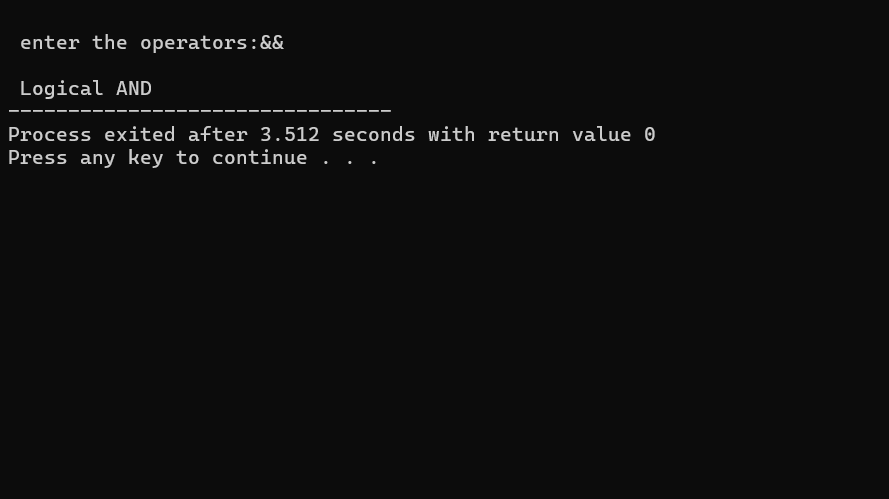 enter the operators:&&
Logical AND
--------------------------------
Process exited after 3.512 seconds with return value 0
Press any key to continue . . .